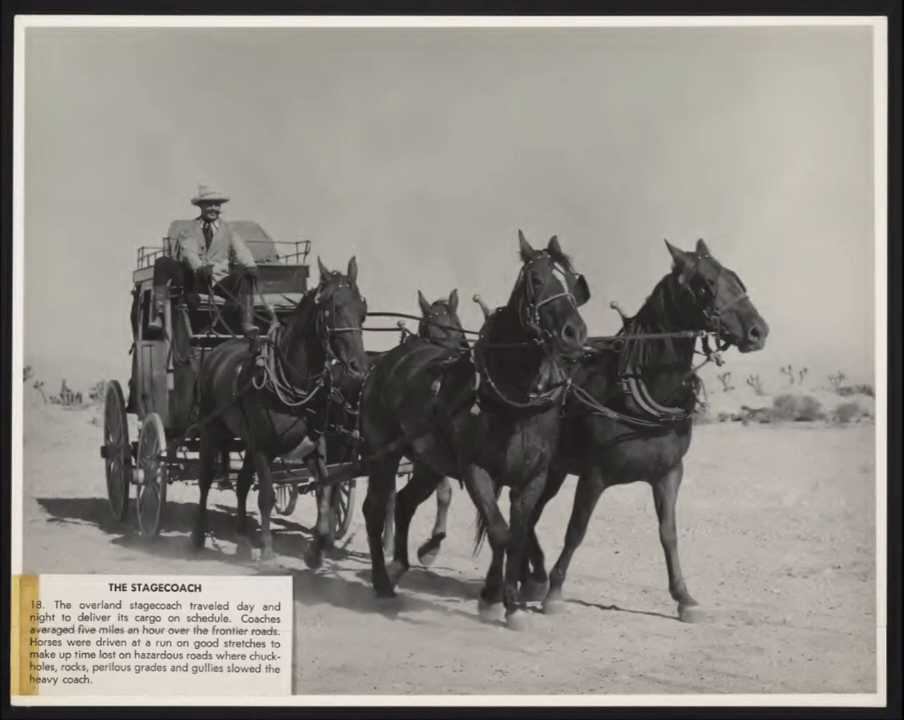 THE STAGECOACH
18. The overland stagecoach traveled day and
night to deliver its cargo on schedule. Coaches
averaged five miles an hour over the frontier roads.
Horses were driven at a run on good stretches to
make up time lost on hazardous roads where chuck-
holes, rocks, perilous grades and gullies slowed the
heavy coach.